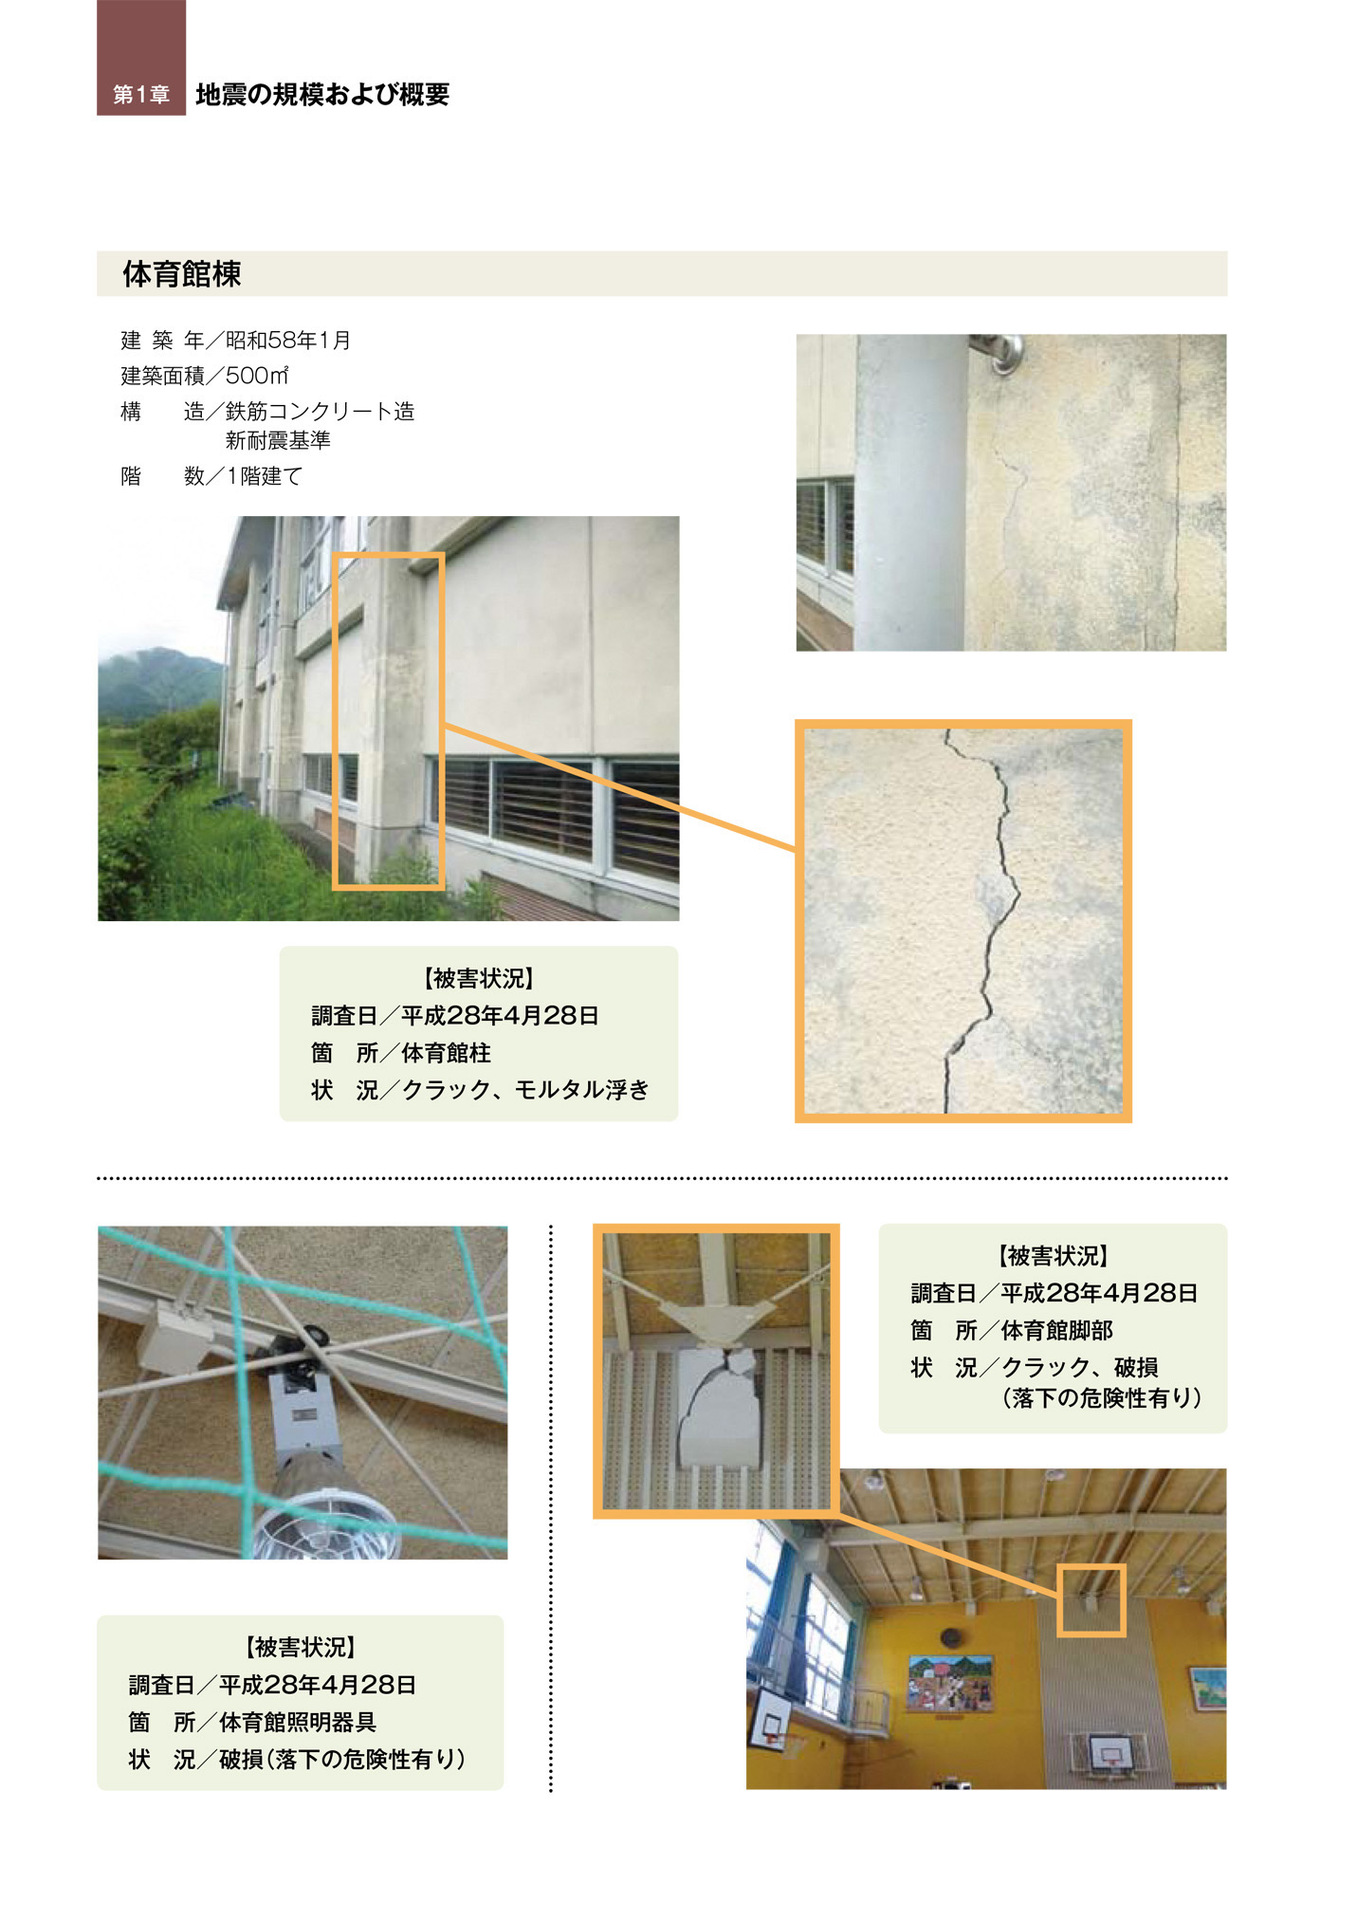 第1章 地震の規模および概要
体育館棟
建築年／昭和58年1月
建築面積／500㎡
構　　造／鉄筋コンクリート造
新耐震基準
階　　数／1階建て
【被害状況】
調査日／平成28年4月28日
箇　所／体育館柱
状　況／クラック、モルタル浮き
【被害状況】
調査日／平成28年4月28日
箇　所／体育館照明器具
状　況／破損（落下の危険性有り）
【被害状況】
調査日／平成28年4月28日
箇　所／体育館脚部
状　況／クラック、破損
（落下の危険性有り）